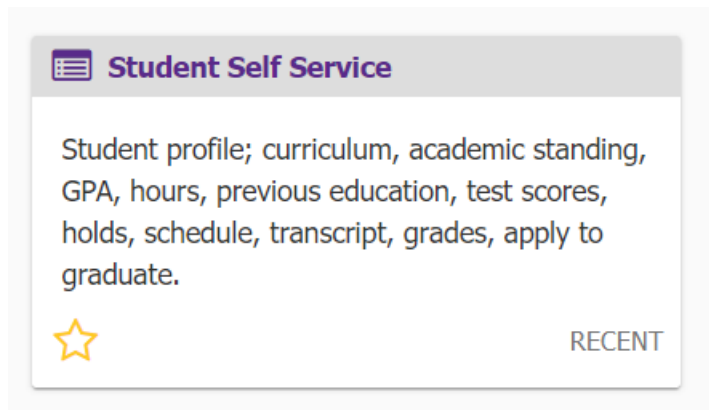 Student Self Service
Student profile; curriculum, academic standing,
GPA, hours, previous education, test scores,
holds, schedule, transcript, grades, apply to
graduate.
RECENT